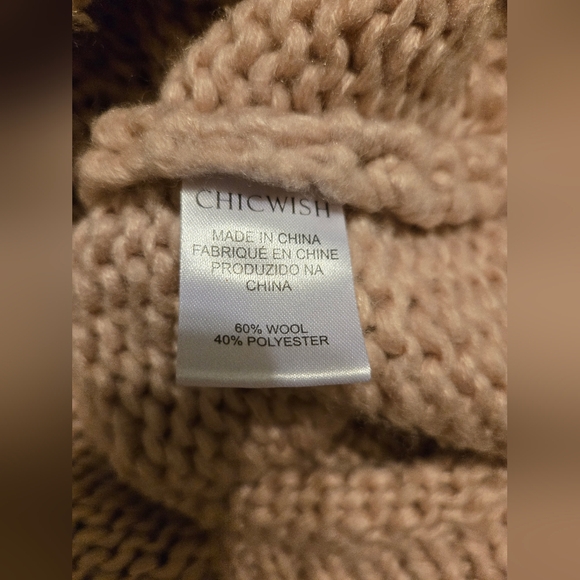 CHICWISH
MADE IN CHINA
FABRIQUÉ EN CHINE
PRODUZIDO NA
CHINA
60% WOOL
40% POLYESTER